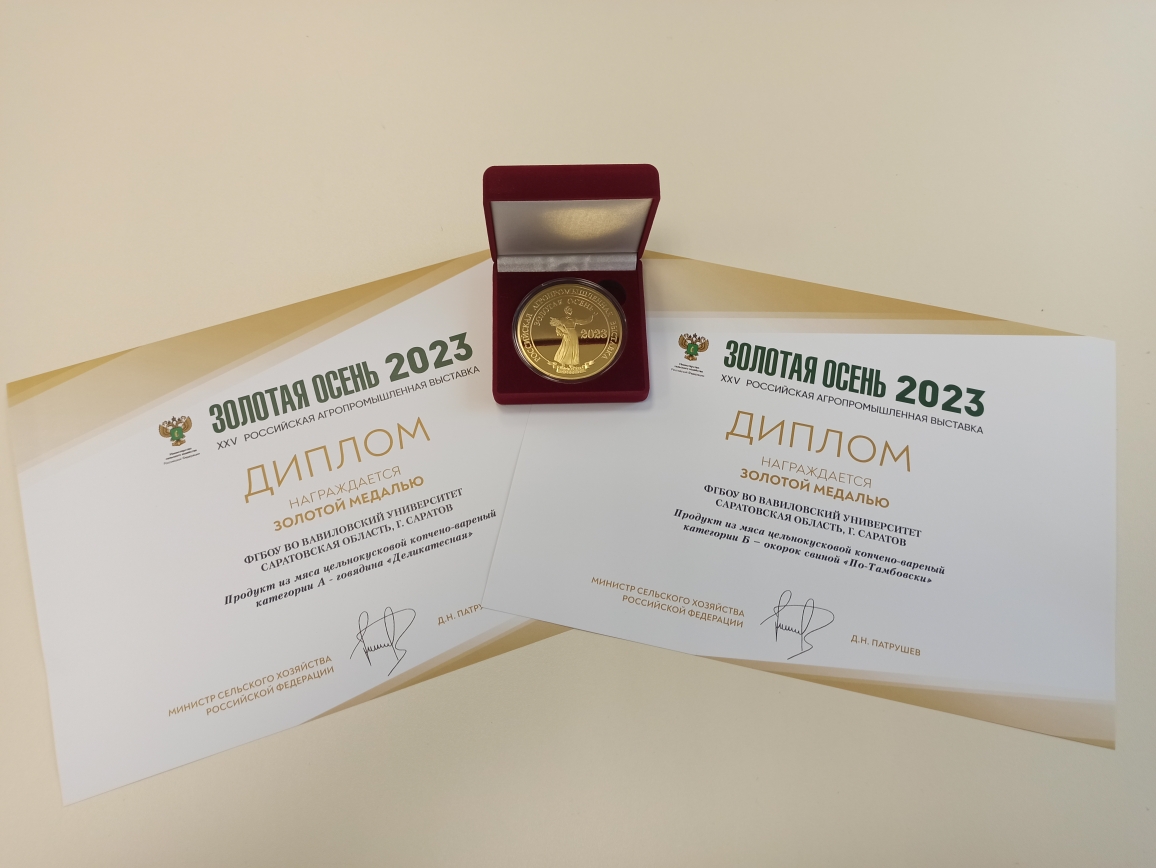 РОССИЙСКАЯ АГРОПРОМЫШЛЕННАЯ ВЫСТАВКА
ЗОЛОТАЯ ОСЕНЬ
2023
ЗОЛОТАЯ ОСЕНЬ 2023
XXV РОССИЙСКАЯ АГРОПРОМЫШЛЕННАЯ ВЫСТАВКА
ДИПЛОМ
НАГРАЖДАЕТСЯ
ЗОЛОТОЙ МЕДАЛЬЮ
ФГБОУ ВО ВАВИЛОВСКИЙ УНИВЕРСИТЕТ
САРАТОВСКАЯ ОБЛАСТЬ, Г. САРАТОВ
Продукт из мяса цельнокусковой копчено-вареный
категории А - говядина «Деликатесная»
МИНИСТР СЕЛЬСКОГО ХОЗЯЙСТВА
РОССИЙСКОЙ ФЕДЕРАЦИИ
Д.Н. ПАТРУ
ЗОЛОТАЯ ОСЕНЬ 2023
XXV РОССИЙСКАЯ АГРОПРОМЫШЛЕННАЯ ВЫСТАВКА
ДИПЛОМ
НАГРАЖДАЕТСЯ
ЗОЛОТОЙ МЕДАЛЬЮ
ФГБОУ ВО ВАВИЛОВСКИЙ УНИВЕРСИТЕТ
САРАТОВСКАЯ ОБЛАСТЬ, Г. САРАТОВ
Продукт из мяса цельнокусковой копчено-вареный
категории Б – окорок свиной «По-Тамбовски»
МИНИСТР СЕЛЬСКОГО ХОЗЯЙСТВА
РОССИЙСКОЙ ФЕДЕРАЦИИ
Д.Н. ПАТРУШЕВ